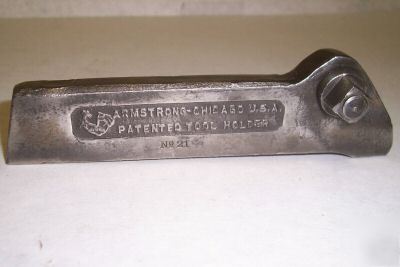 ARMSTRONG-CHICAGO U.S.A.
PATENTED TOOL HOLDER
Nº 21